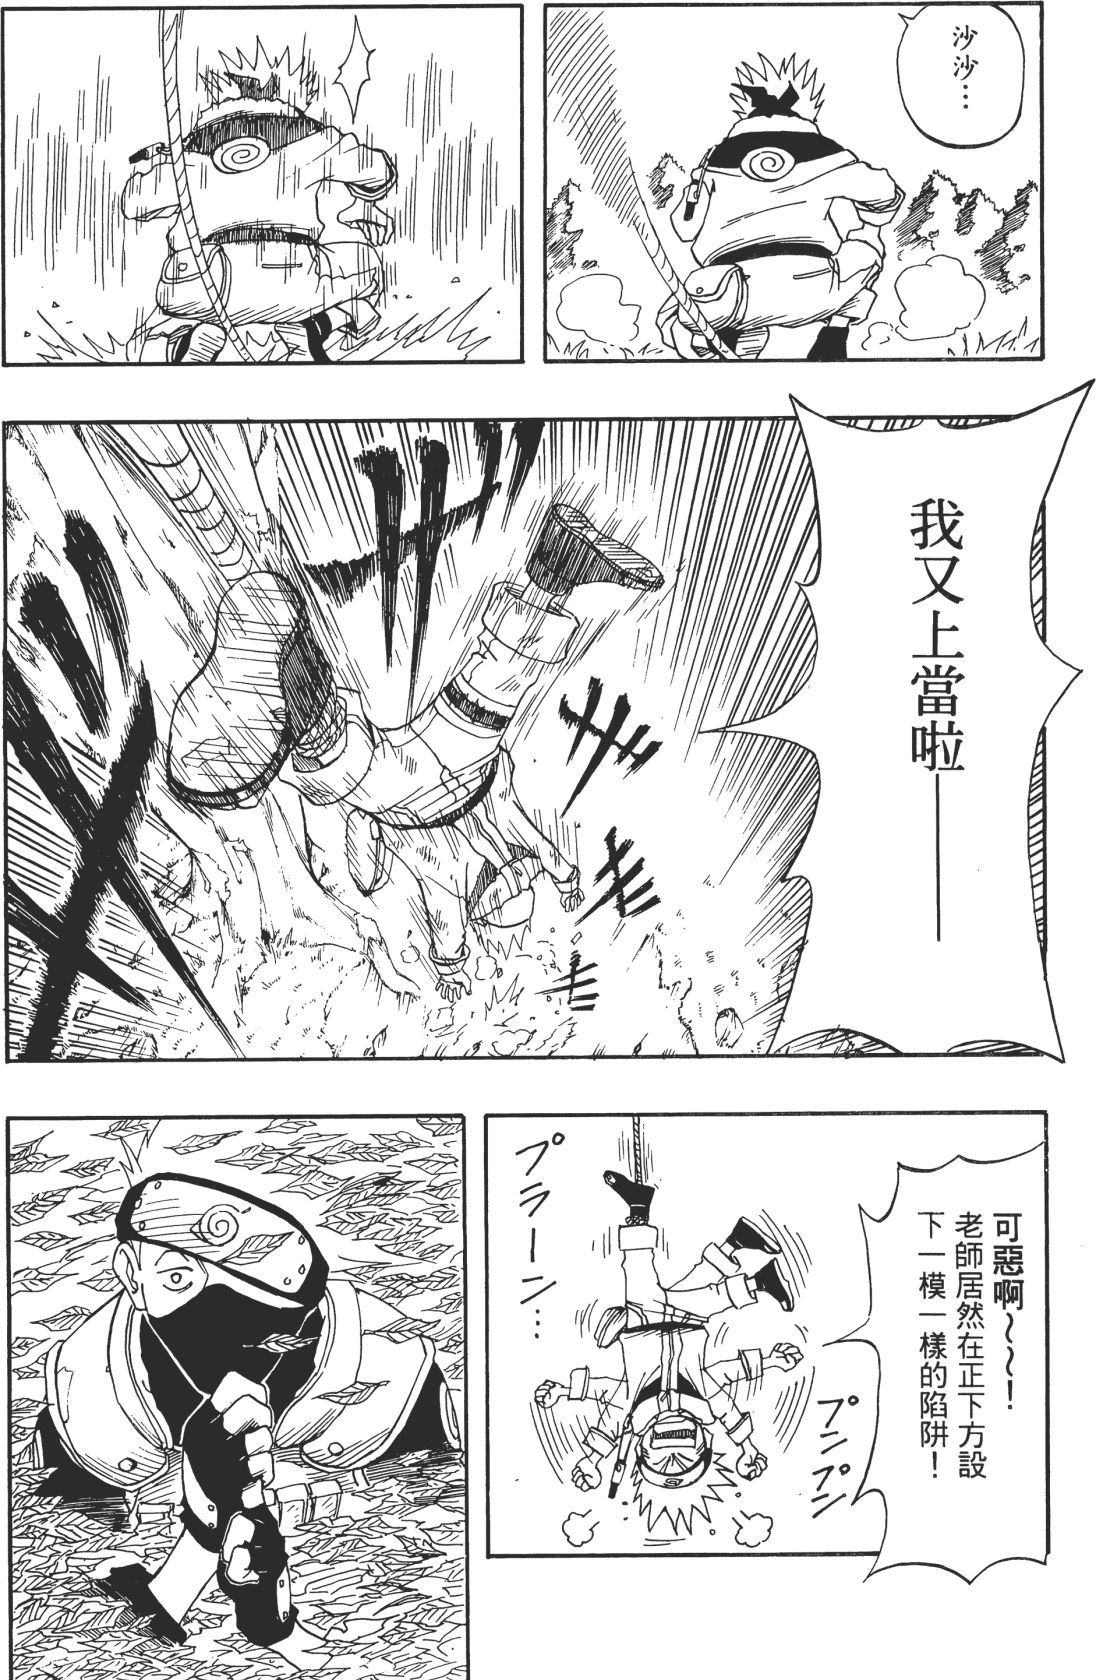 沙沙…
我又上當啦——
可惡啊～～！
老師居然在正下方設
下一模一樣的陷阱！
プラーン…
プンプン